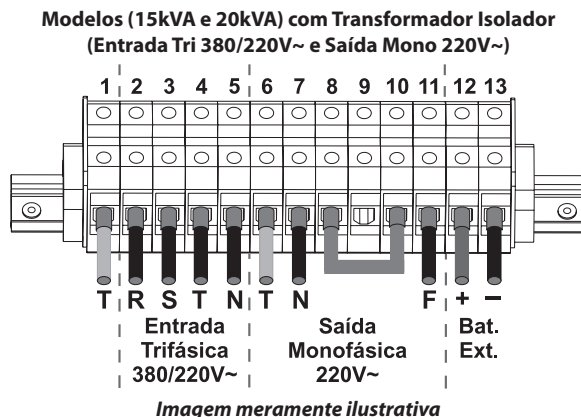 Modelos (15kVA e 20kVA) com Transformador Isolador
(Entrada Tri 380/220V~ e Saída Mono 220V~)
1 2 3 4 5 6 7 8 9 10 11 12 13
T R S T N T N F + −
Entrada Saída Bat.
Trifásica Monofásica Ext.
380/220V~ 220V~
Imagem meramente ilustrativa